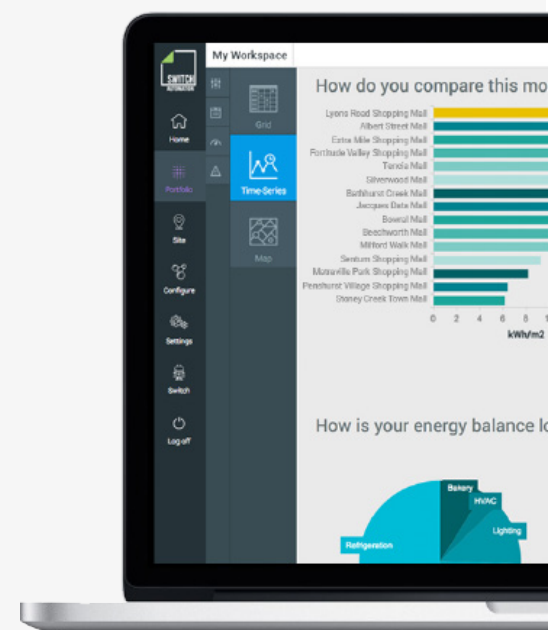 SWITCH
AUTOMATION
Home
Portfolio
Site
Configure
Settings
Switch
Log off
My Workspace
Grid
Time-Series
Map
How do you compare this mo
Lyons Road Shopping Mall
Albert Street Mall
Extra Mile Shopping Mall
Fortitude Valley Shopping Mall
Silverwood Mall
Bathhurst Creek Mall
Jacques Data Mall
Bowral Mall
Beechworth Mall
Milford Walk Mall
Sentum Shopping Mall
Matraville Park Shopping Mall
Penshurst Village Shopping Mall
Stoney Creek Town Mall
0 2 4 6 8 1
kWh/m2
How is your energy balance lo
Bakery
HVAC
Lighting
Refrigeration